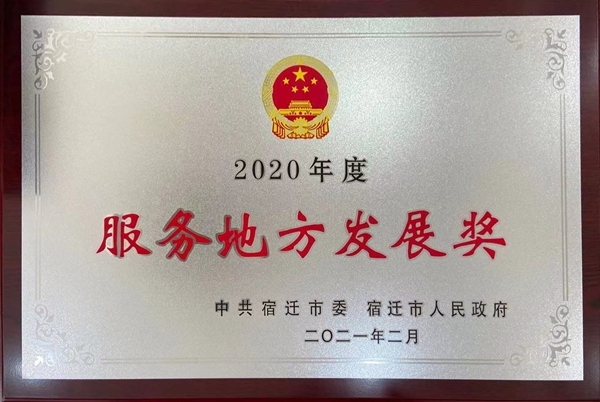 2020年度
服务地方发展奖
中共宿迁市委 宿迁市人民政府
二〇二一年二月